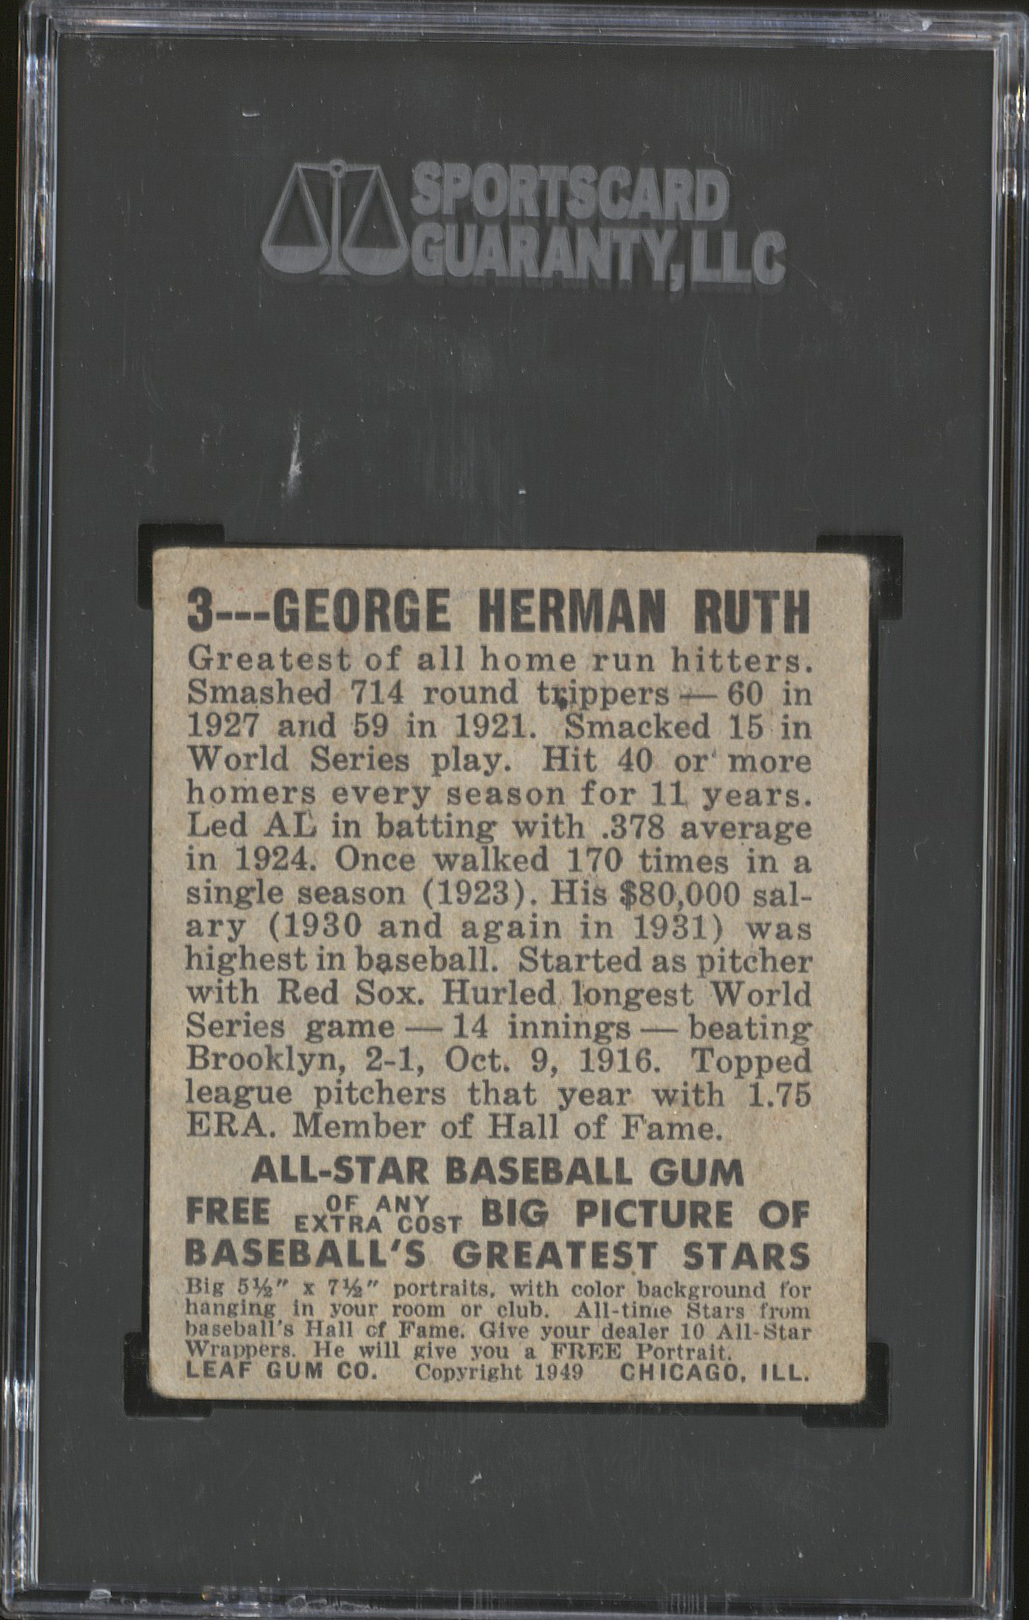 SPORTSCARD
GUARANTY, LLC
3---GEORGE HERMAN RUTH
Greatest of all home run hitters.
Smashed 714 round trippers — 60 in
1927 and 59 in 1921. Smacked 15 in
World Series play. Hit 40 or more
homers every season for 11 years.
Led AL in batting with .378 average
in 1924. Once walked 170 times in a
single season (1923). His $80,000 sal-
ary (1930 and again in 1931) was
highest in baseball. Started as pitcher
with Red Sox. Hurled longest World
Series game — 14 innings — beating
Brooklyn, 2-1, Oct. 9, 1916. Topped
league pitchers that year with 1.75
ERA. Member of Hall of Fame.
ALL-STAR BASEBALL GUM
FREE OF ANY EXTRA COST BIG PICTURE OF
BASEBALL'S GREATEST STARS
Big 5½" x 7½" portraits, with color background for
hanging in your room or club. All-time Stars from
baseball's Hall of Fame. Give your dealer 10 All-Star
Wrappers. He will give you a FREE Portrait.
LEAF GUM CO. Copyright 1949 CHICAGO, ILL.